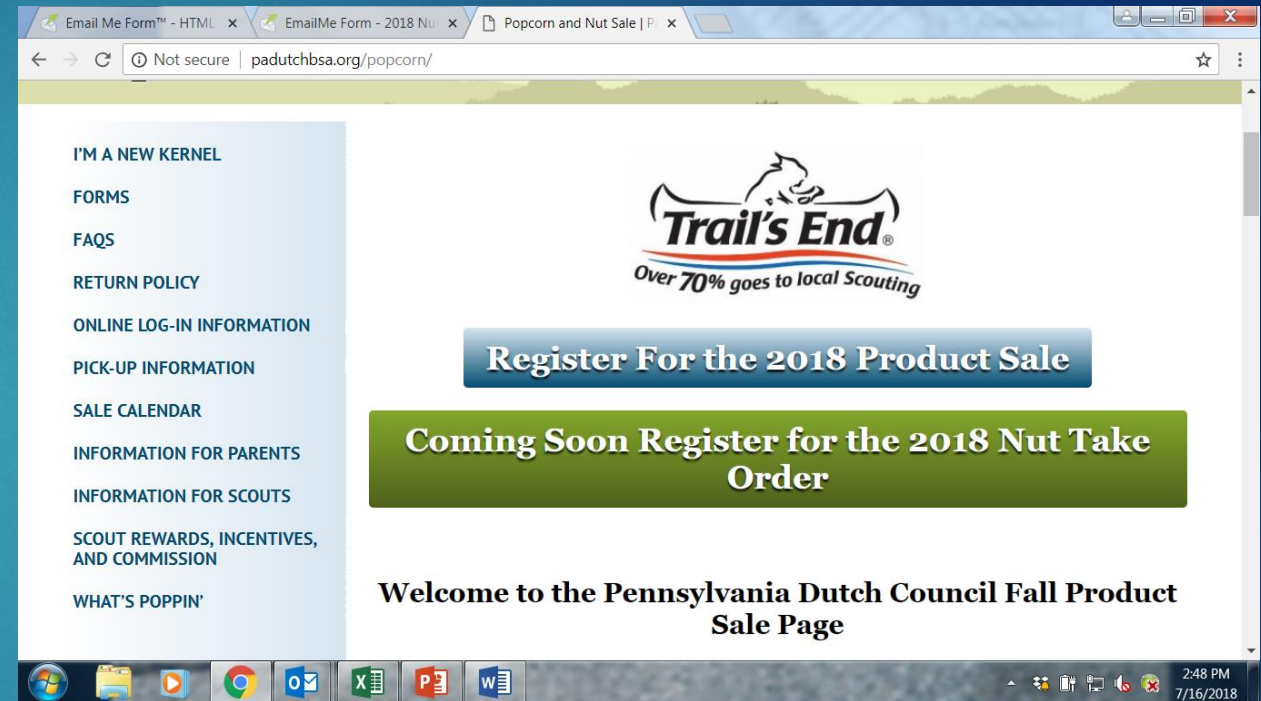 Email Me Form™ - HTML
EmailMe Form - 2018 Nu
Popcorn and Nut Sale | P
Not secure | padutchbsa.org/popcorn/
I'M A NEW KERNEL
FORMS
FAQS
RETURN POLICY
ONLINE LOG-IN INFORMATION
PICK-UP INFORMATION
SALE CALENDAR
INFORMATION FOR PARENTS
INFORMATION FOR SCOUTS
SCOUT REWARDS, INCENTIVES,
AND COMMISSION
WHAT'S POPPIN'
Trail's End®
Over 70% goes to local Scouting
Register For the 2018 Product Sale
Coming Soon Register for the 2018 Nut Take
Order
Welcome to the Pennsylvania Dutch Council Fall Product
Sale Page
2:48 PM
7/16/2018